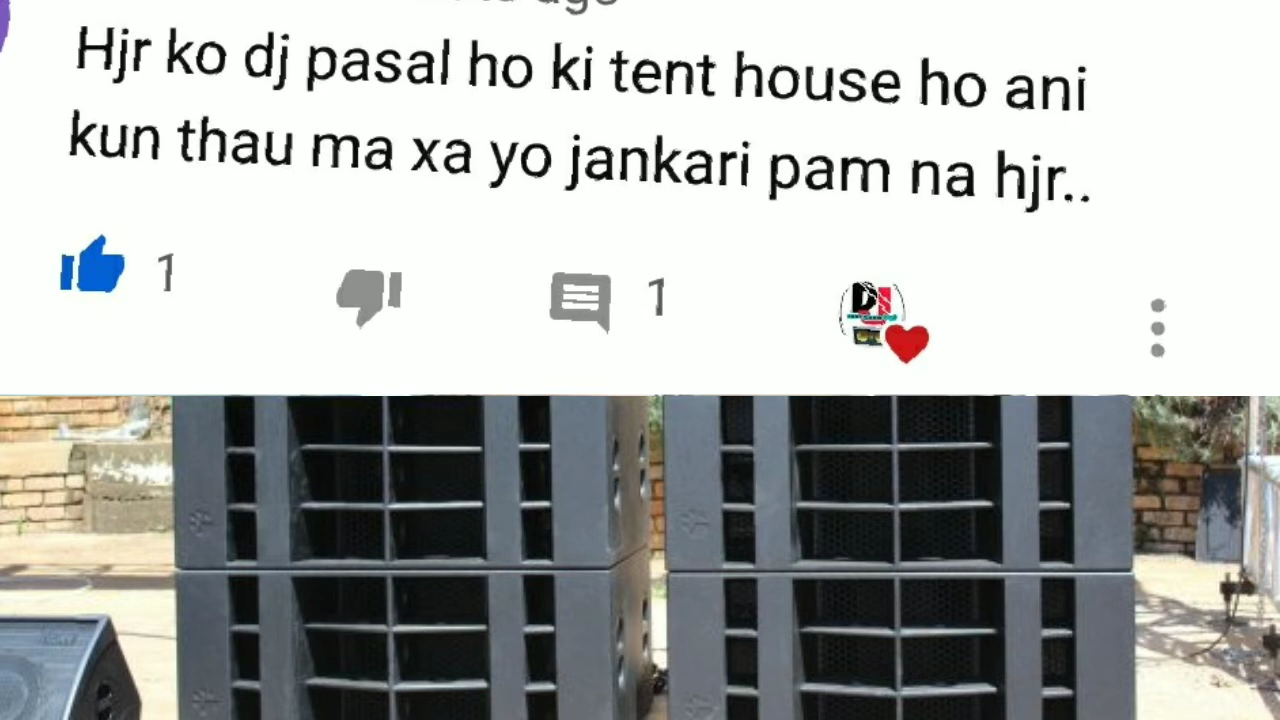 Hjr ko dj pasal ho ki tent house ho ani
kun thau ma xa yo jankari pam na hjr..
1
1